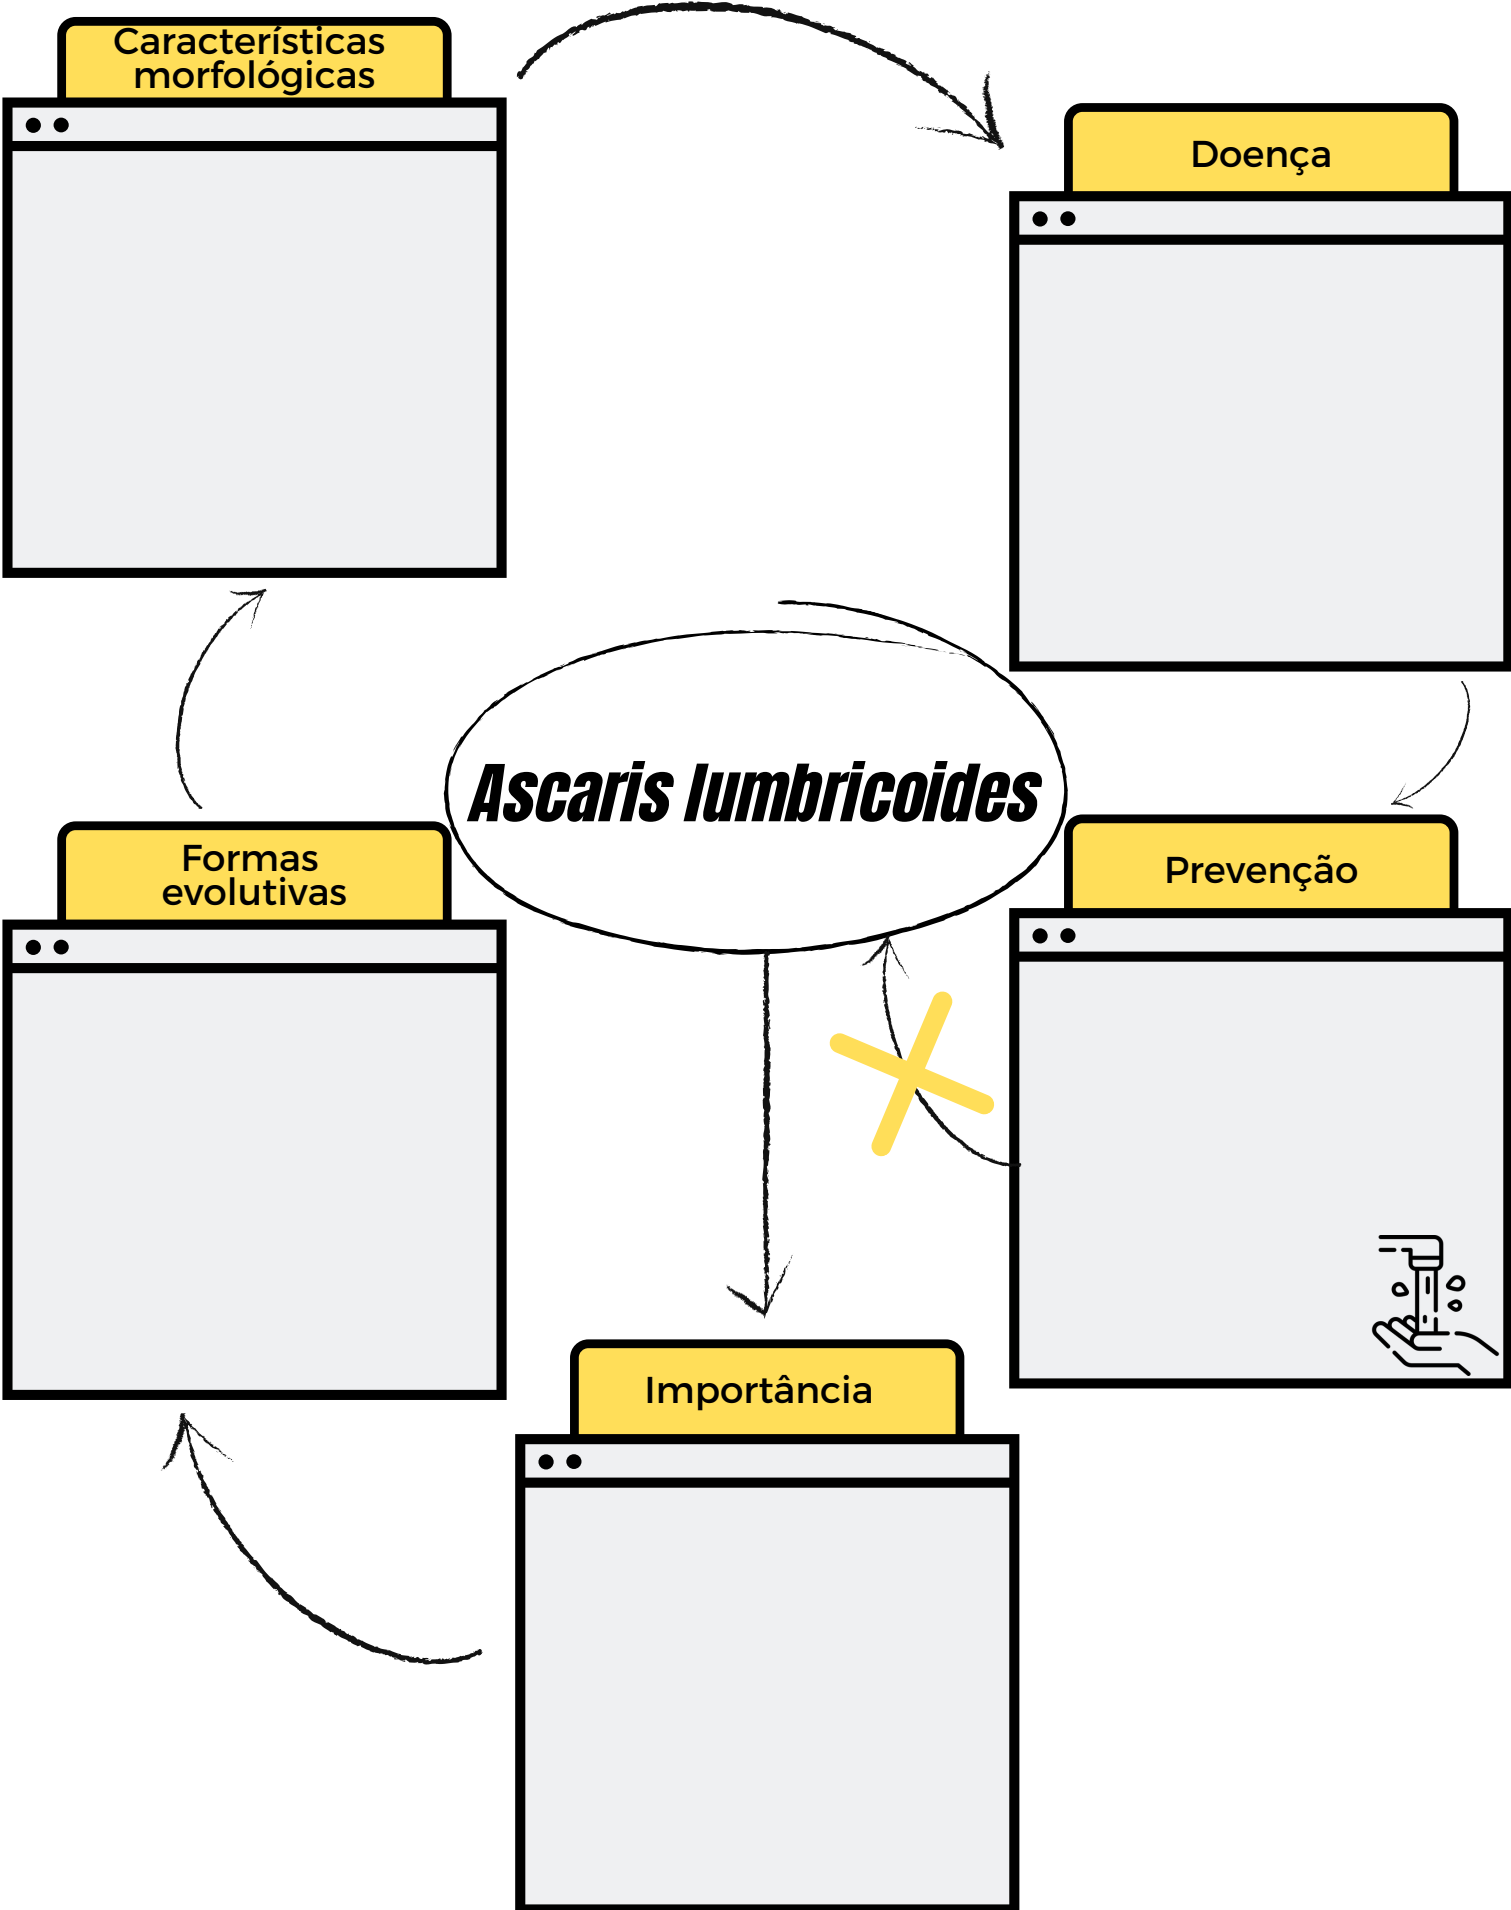 Características
morfológicas
Doença
Ascaris lumbricoides
Formas
evolutivas
Prevenção
Importância